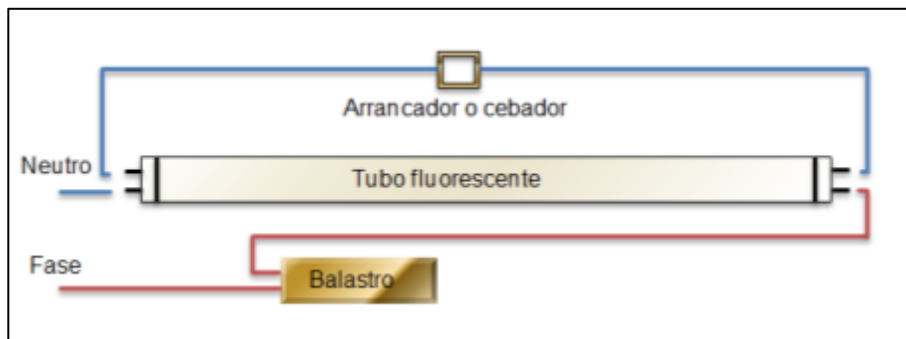 Arrancador o cebador
Neutro
Tubo fluorescente
Fase
Balastro